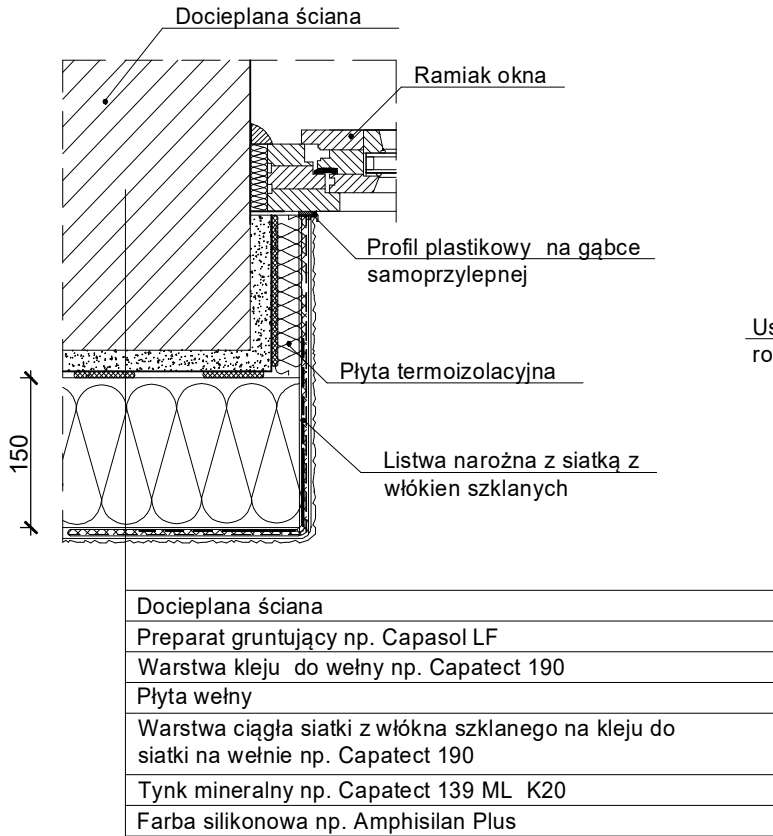 Docieplana ściana
Ramiak okna
Profil plastikowy na gąbce
samoprzylepnej
Us
ro
Płyta termoizolacyjna
150
Listwa narożna z siatką z
włókien szklanych
Docieplana ściana
Preparat gruntujący np. Capasol LF
Warstwa kleju do wełny np. Capatect 190
Płyta wełny
Warstwa ciągła siatki z włókna szklanego na kleju do
siatki na wełnie np. Capatect 190
Tynk mineralny np. Capatect 139 ML K20
Farba silikonowa np. Amphisilan Plus